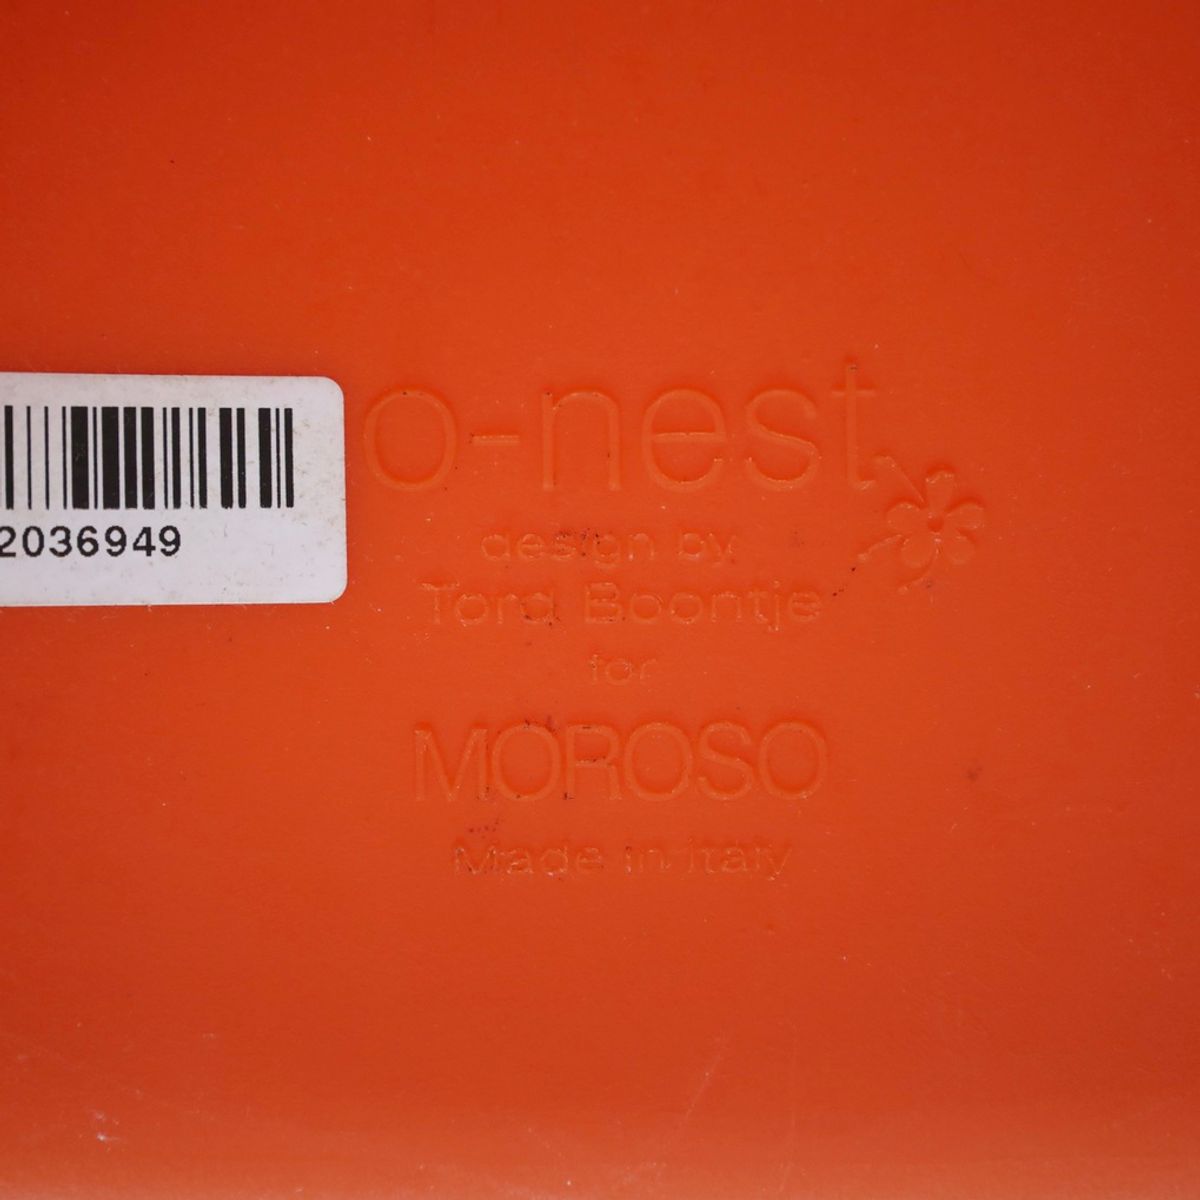 o-nest
design by
Tord Boontje
for
MOROSO
Made in Italy
2036949